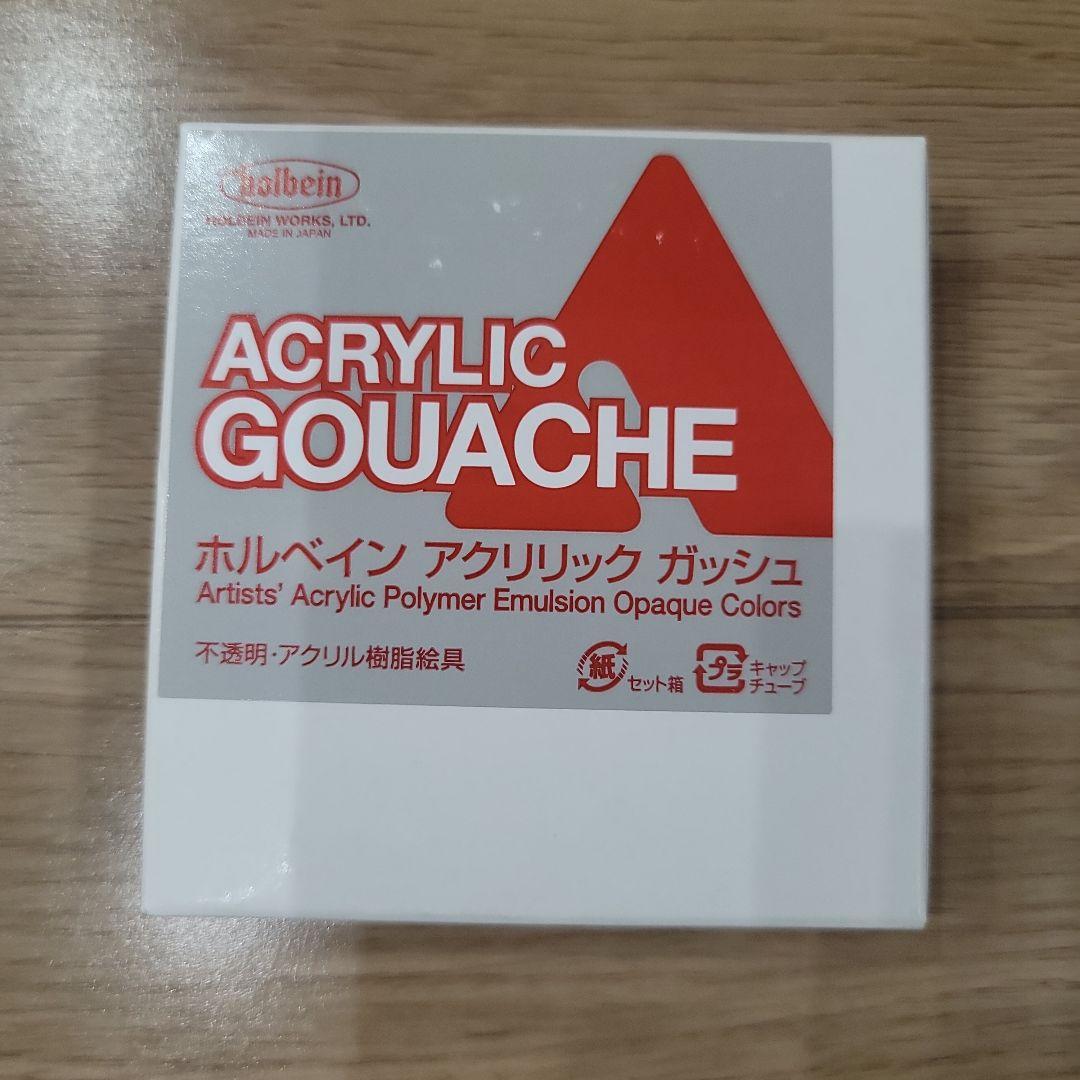 holbein
HOLBEIN WORKS, LTD.
MADE IN JAPAN
ACRYLIC
GOUACHE
ホルベイン アクリリック ガッシュ
Artists' Acrylic Polymer Emulsion Opaque Colors
不透明・アクリル樹脂絵具
紙 セット箱
プラ キャップ
チューブ